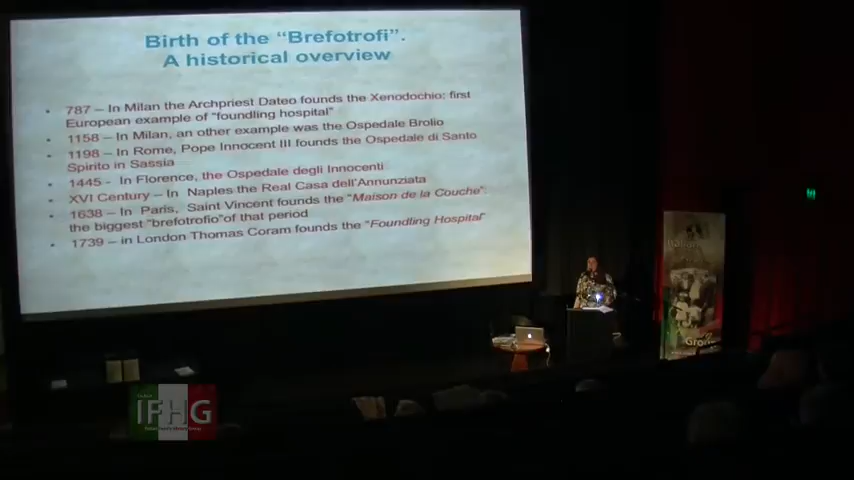 Birth of the “Brefotrofi”.
A historical overview
• 787 – In Milan the Archpriest Dateo founds the Xenodochio: first
European example of “foundling hospital”
• 1158 – In Milan, an other example was the Ospedale Brolio
• 1198 – In Rome, Pope Innocent III founds the Ospedale di Santo
Spirito in Sassia
• 1445 - In Florence, the Ospedale degli Innocenti
• XVI Century – In Naples the Real Casa dell’Annunziata
• 1638 – In Paris, Saint Vincent founds the “Maison de la Couche”:
the biggest “brefotrofio”of that period
• 1739 – in London Thomas Coram founds the “Foundling Hospital”
IFHG